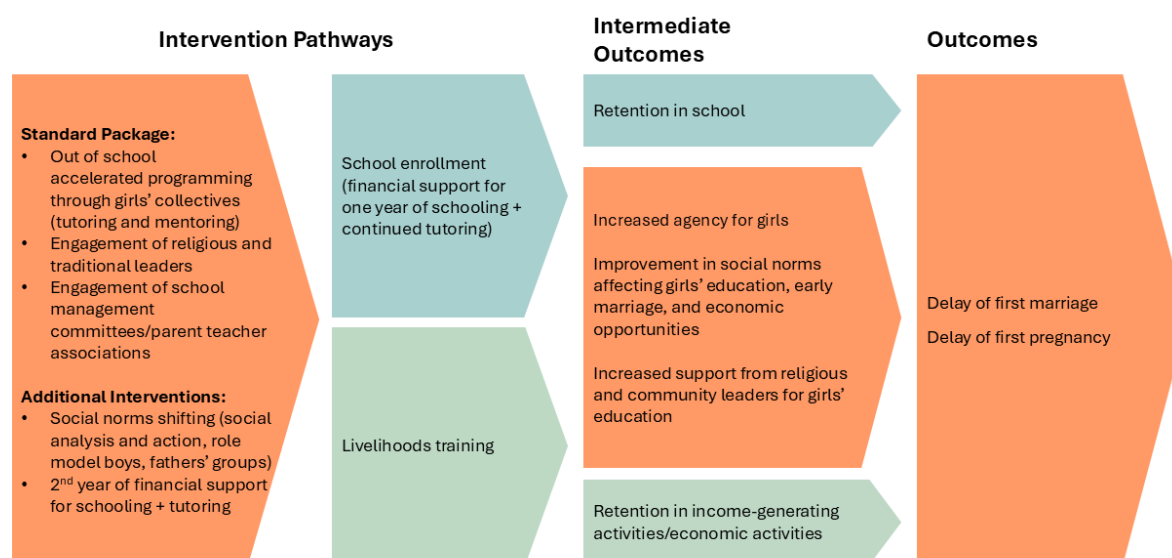 Intervention Pathways
Intermediate
Outcomes
Outcomes
Standard Package:
• Out of school
accelerated programming
through girls’ collectives
(tutoring and mentoring)
• Engagement of religious and
traditional leaders
• Engagement of school
management
committees/parent teacher
associations
Additional Interventions:
• Social norms shifting (social
analysis and action, role
model boys, fathers’ groups)
• 2nd year of financial support
for schooling + tutoring
School enrollment
(financial support for
one year of schooling +
continued tutoring)
Livelihoods training
Retention in school
Increased agency for girls
Improvement in social norms
affecting girls’ education, early
marriage, and economic
opportunities
Increased support from religious
and community leaders for girls’
education
Retention in income-generating
activities/economic activities
Delay of first marriage
Delay of first pregnancy